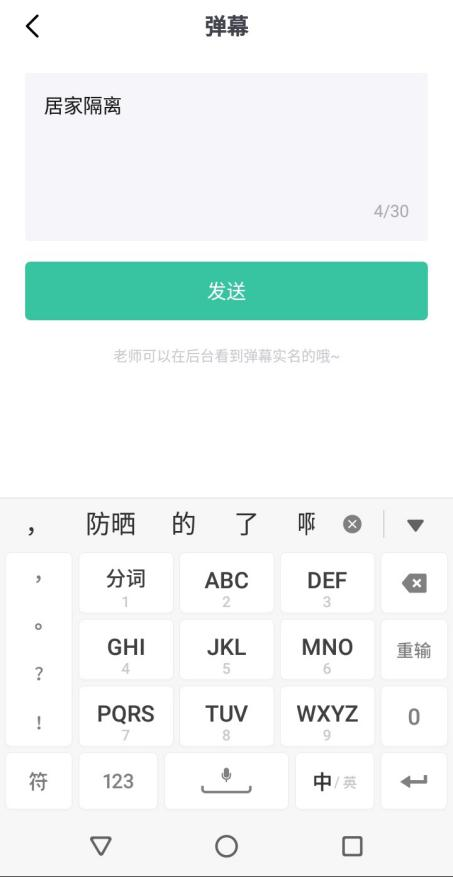 弹幕
居家隔离
4/30
发送
老师可以在后台看到弹幕实名的哦~
， 防晒 的 了 啊
，
。
？
！
分词
1
ABC
2
DEF
3
GHI
4
JKL
5
MNO
6
重输
PQRS
7
TUV
8
WXYZ
9
0
符 123 中/英